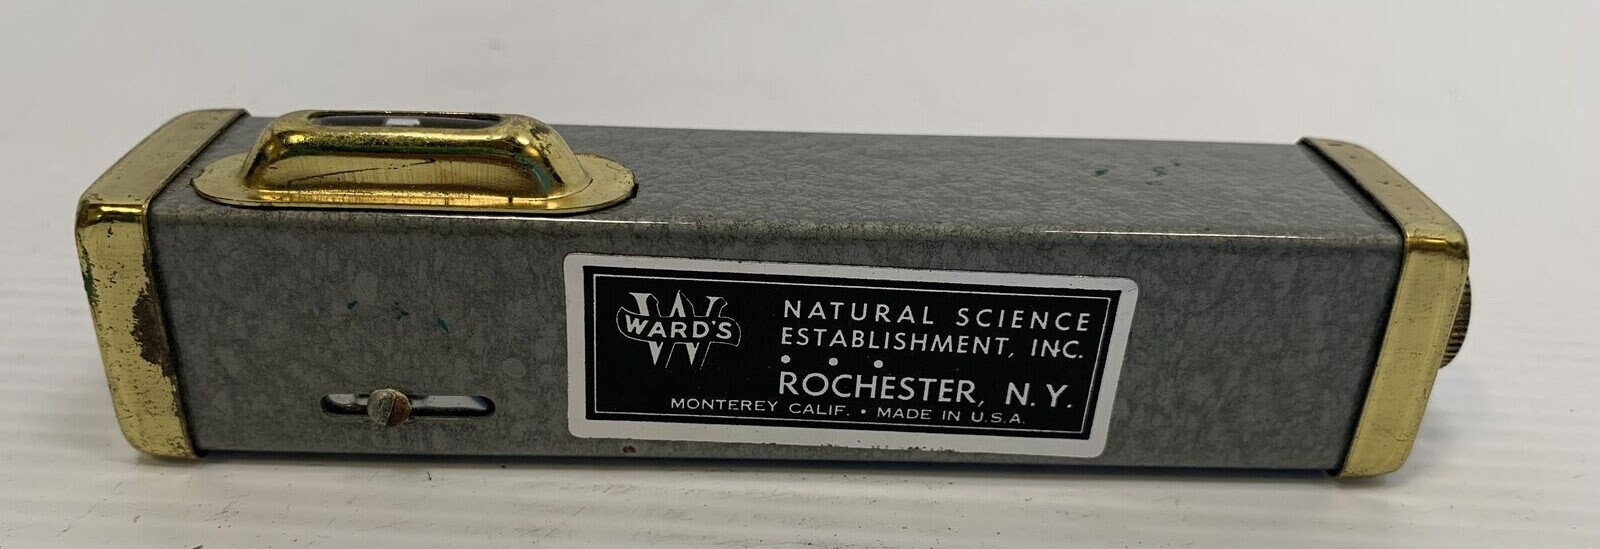 WARD'S
NATURAL SCIENCE
ESTABLISHMENT, INC.
ROCHESTER, N.Y.
MONTEREY CALIF. • MADE IN U.S.A.